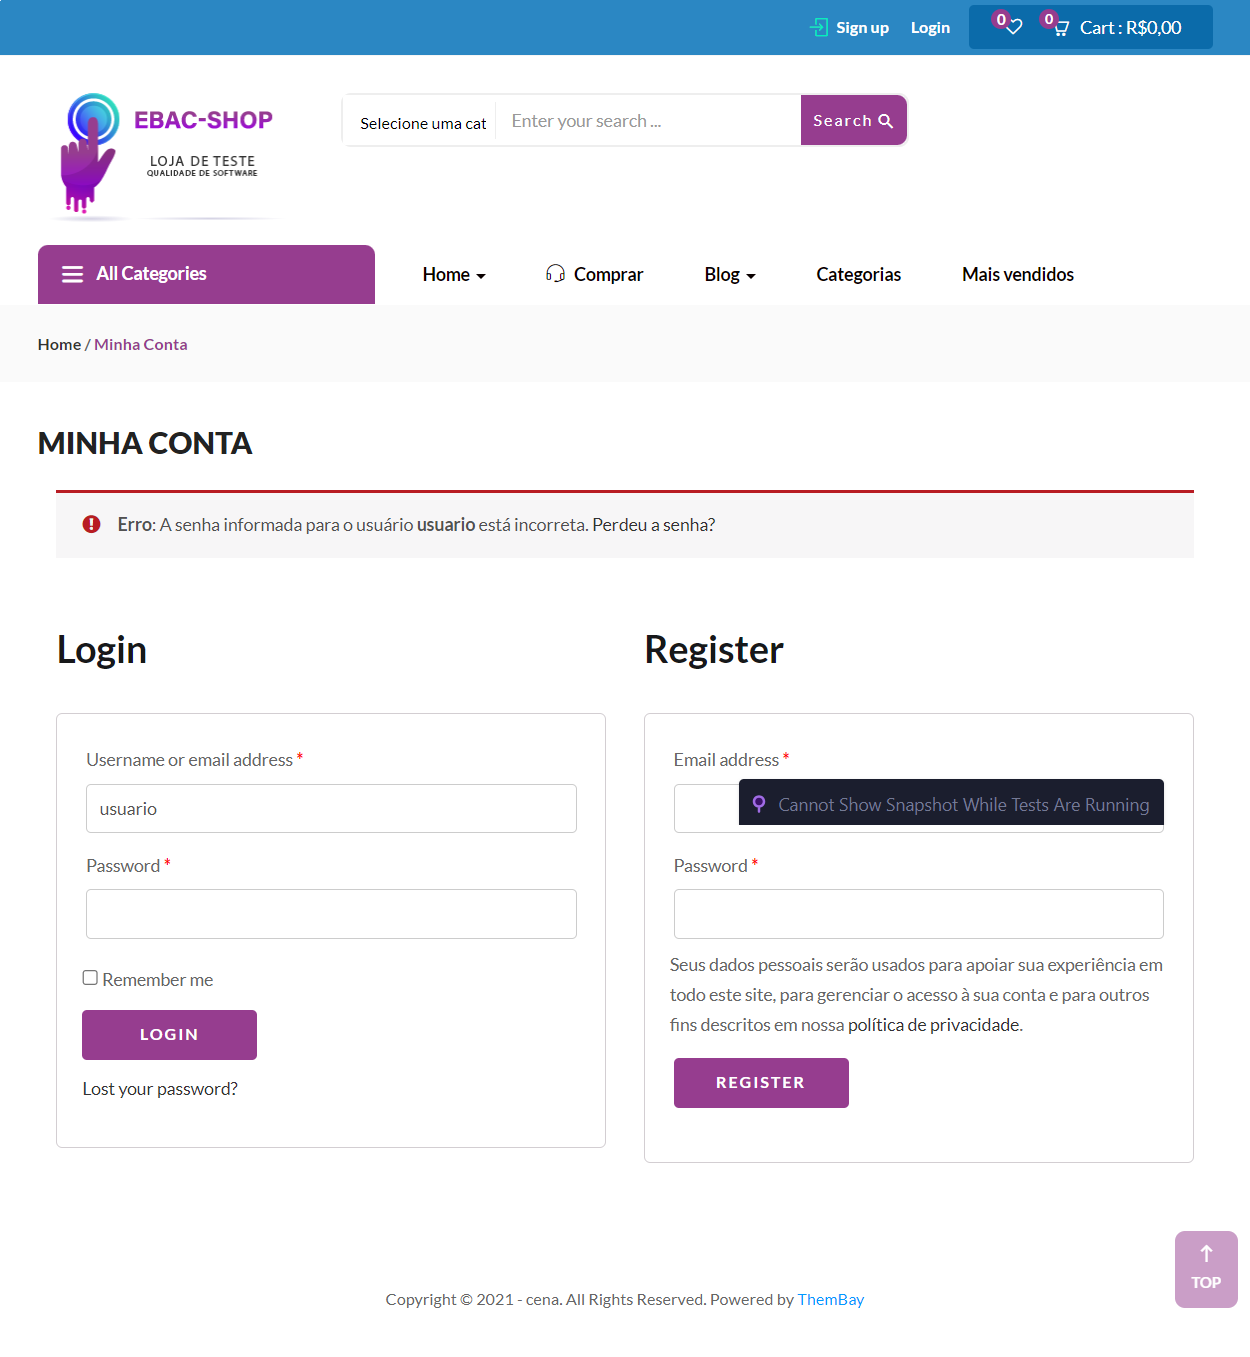 Sign up Login 0 0 Cart : R$0,00
EBAC-SHOP
LOJA DE TESTE
QUALIDADE DE SOFTWARE
Selecione uma cat Enter your search ... Search
All Categories Home Comprar Blog Categorias Mais vendidos
Home / Minha Conta
MINHA CONTA
Erro: A senha informada para o usuário usuario está incorreta. Perdeu a senha?
Login
Username or email address *
usuario
Password *
Remember me
LOGIN
Lost your password?
Register
Email address *
Cannot Show Snapshot While Tests Are Running
Password *
Seus dados pessoais serão usados para apoiar sua experiência em
todo este site, para gerenciar o acesso à sua conta e para outros
fins descritos em nossa política de privacidade.
REGISTER
TOP
Copyright © 2021 - cena. All Rights Reserved. Powered by ThemBay